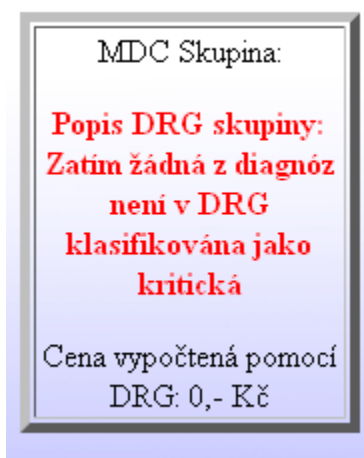 MDC Skupina:
Popis DRG skupiny:
Zatím žádná z diagnóz
není v DRG
klasifikována jako
kritická
Cena vypočtená pomocí
DRG: 0,- Kč